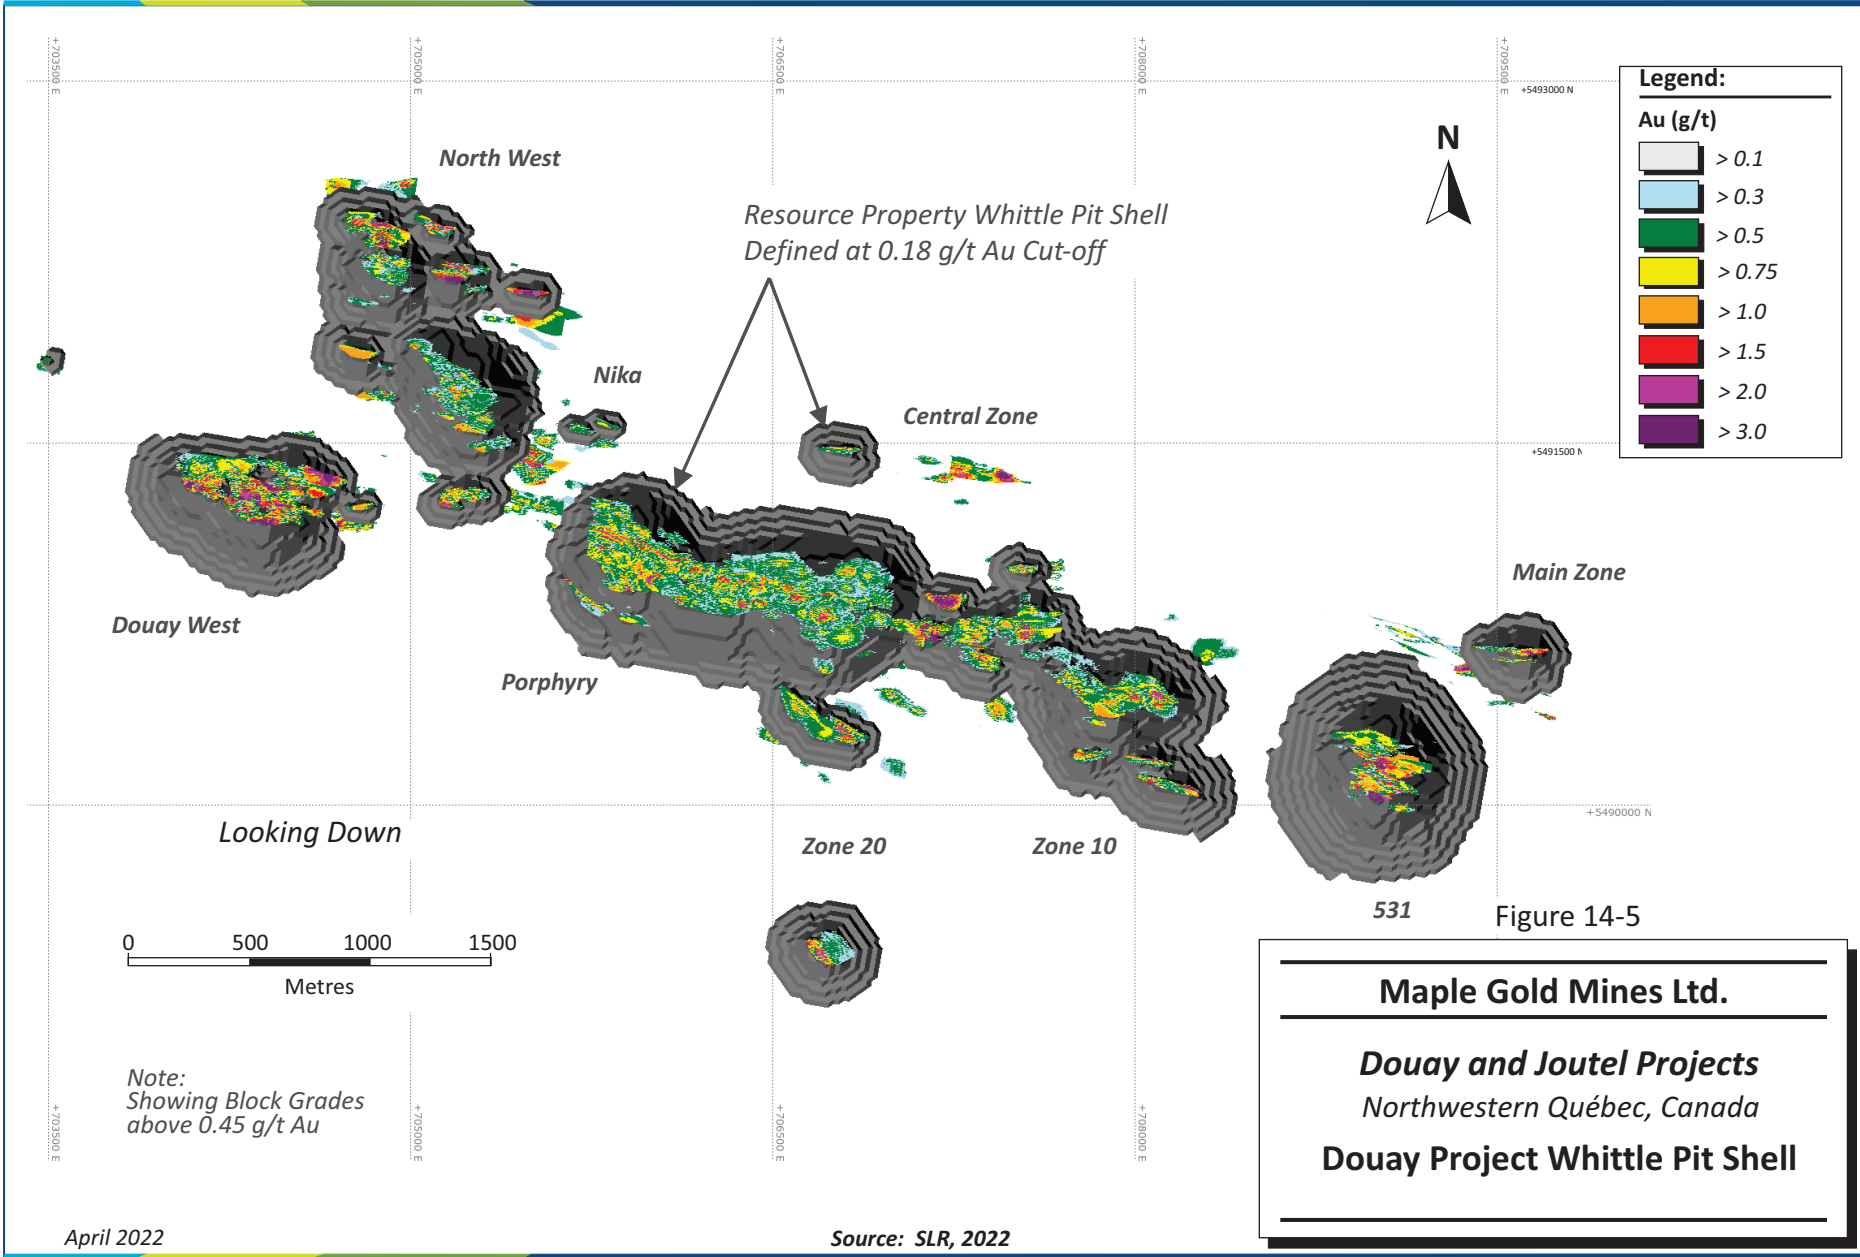 +703500 E
+705000 E
+706500 E
+708000 E
+709500 E
+5493000 N
Legend:
Au (g/t)
> 0.1
> 0.3
> 0.5
> 0.75
> 1.0
> 1.5
> 2.0
> 3.0
N
North West
Resource Property Whittle Pit Shell
Defined at 0.18 g/t Au Cut-off
Nika
Central Zone
+5491500 N
Main Zone
Douay West
Porphyry
+5490000 N
Looking Down
Zone 20
Zone 10
531
Figure 14-5
0 500 1000 1500
Metres
Maple Gold Mines Ltd.
Douay and Joutel Projects
Northwestern Québec, Canada
Douay Project Whittle Pit Shell
Note:
Showing Block Grades
above 0.45 g/t Au
+703500 E
+705000 E
+706500 E
+708000 E
April 2022
Source: SLR, 2022